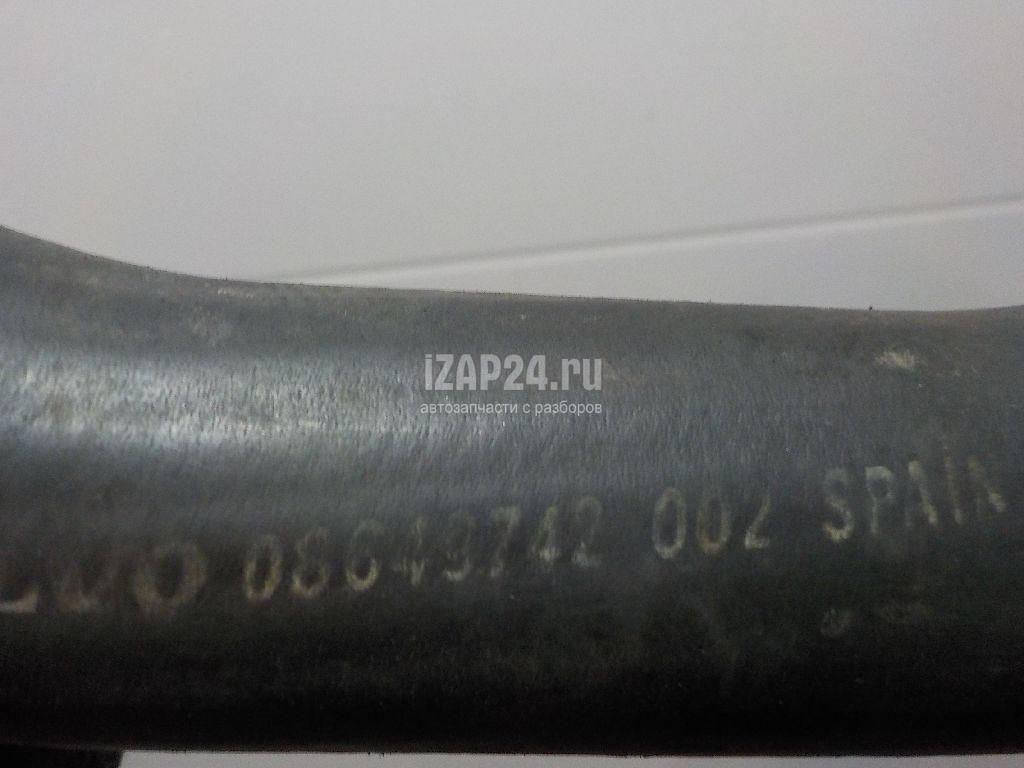 iZAP24.ru
автозапчасти с разборов
08649742 002 SPAIN